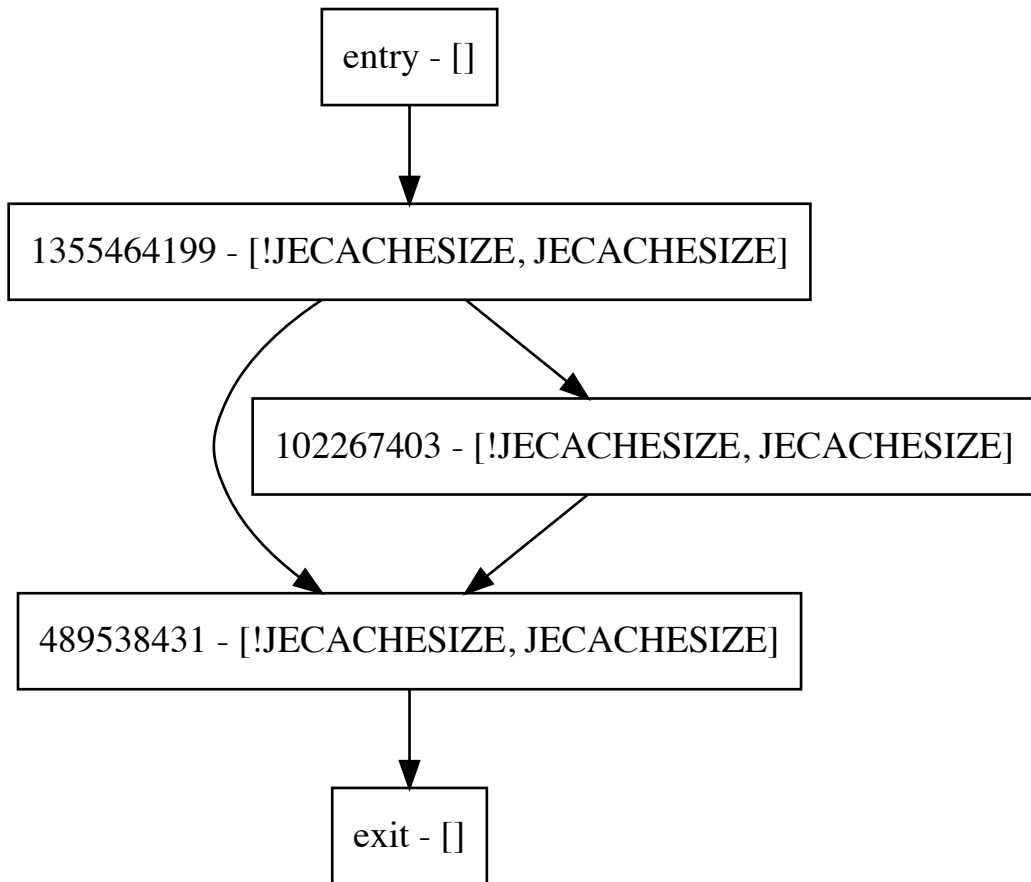 entry - []
1355464199 - [!JECACHESIZE, JECACHESIZE]
102267403 - [!JECACHESIZE, JECACHESIZE]
489538431 - [!JECACHESIZE, JECACHESIZE]
exit - []